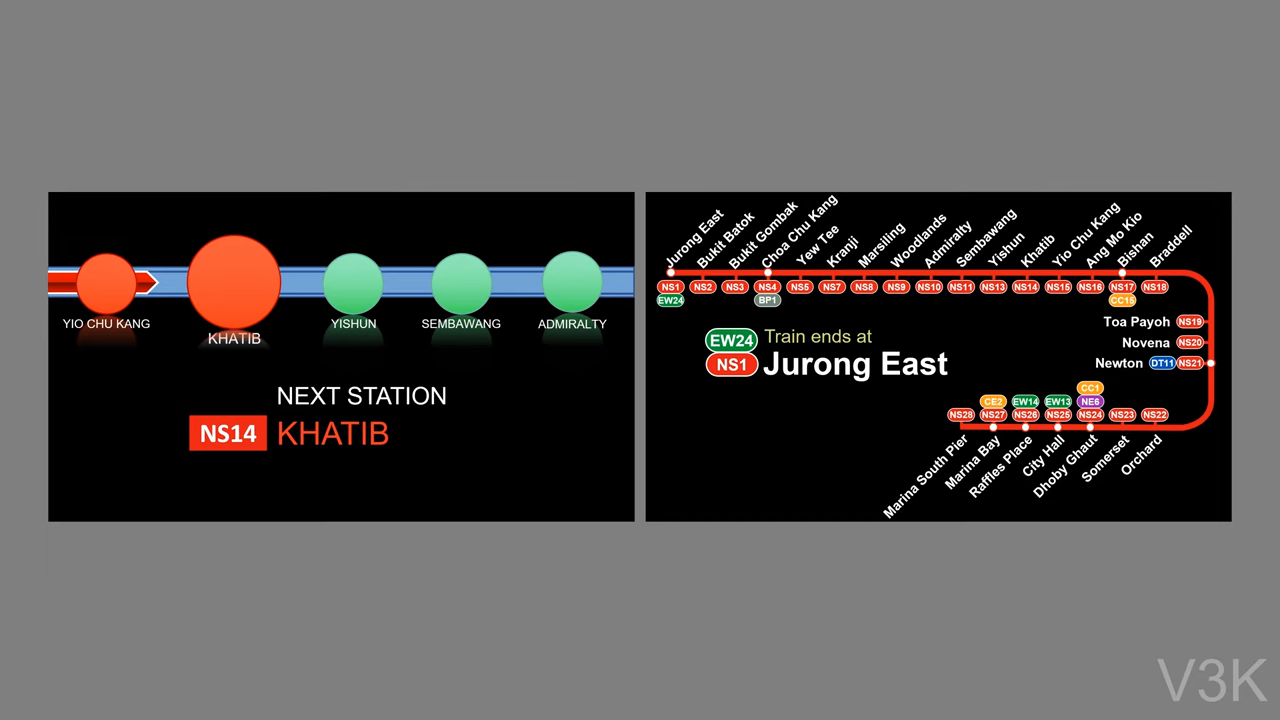 YIO CHU KANG
KHATIB
YISHUN
SEMBAWANG
ADMIRALTY
NEXT STATION
NS14 KHATIB
Jurong East
Bukit Batok
Bukit Gombak
Choa Chu Kang
Yew Tee
Kranji
Marsiling
Woodlands
Admiralty
Sembawang
Yishun
Khatib
Yio Chu Kang
Ang Mo Kio
Bishan
Braddell
NS1 NS2 NS3 NS4 NS5 NS7 NS8 NS9 NS10 NS11 NS13 NS14 NS15 NS16 NS17 NS18
EW24 BP1 CC15
Toa Payoh NS19
Novena NS20
Newton DT11 NS21
EW24 Train ends at
NS1 Jurong East
CC1
CE2 EW14 EW13 NE6
NS28 NS27 NS26 NS25 NS24 NS23 NS22
Marina South Pier
Marina Bay
Raffles Place
City Hall
Dhoby Ghaut
Somerset
Orchard
V3K